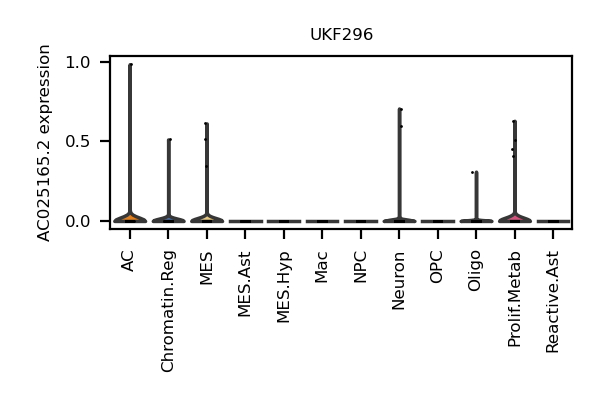 UKF296
AC025165.2 expression
1.0
0.5
0.0
AC
Chromatin.Reg
MES
MES.Ast
MES.Hyp
Mac
NPC
Neuron
OPC
Oligo
Prolif.Metab
Reactive.Ast